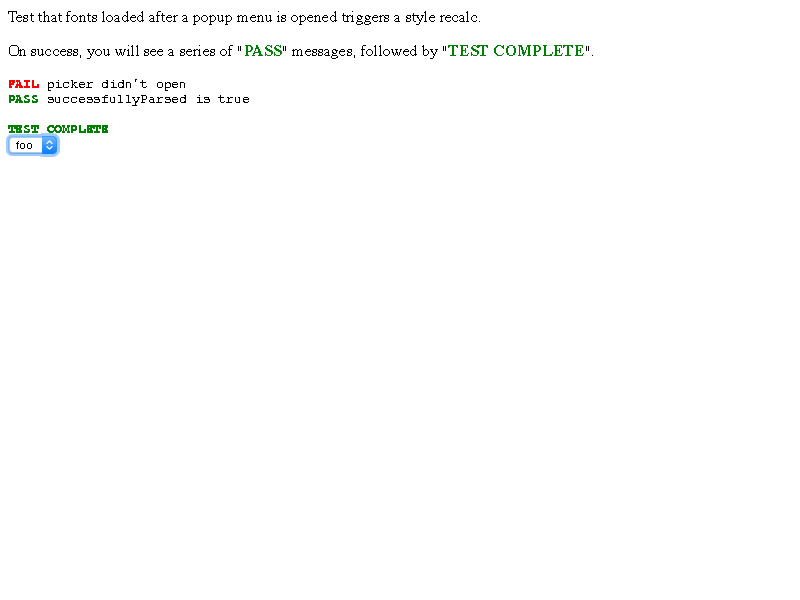 Test that fonts loaded after a popup menu is opened triggers a style recalc.
On success, you will see a series of "PASS" messages, followed by "TEST COMPLETE".
FAIL picker didn't open
PASS successfullyParsed is true
TEST COMPLETE
foo